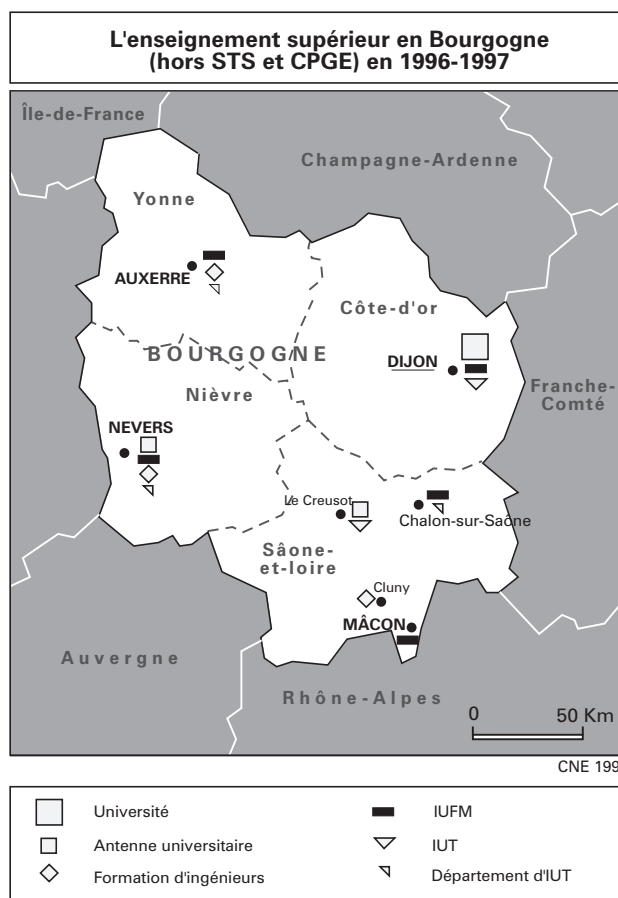 L'enseignement supérieur en Bourgogne
(hors STS et CPGE) en 1996-1997
Île-de-France
Champagne-Ardenne
Yonne
AUXERRE
Côte-d'or
BOURGOGNE
DIJON
Nièvre
Franche-
Comté
NEVERS
Le Creusot
Chalon-sur-Saône
Sâone-
et-loire
Cluny
MÂCON
Auvergne
Rhône-Alpes
0 50 Km
CNE 199
Université
IUFM
Antenne universitaire
IUT
Formation d'ingénieurs
Département d'IUT